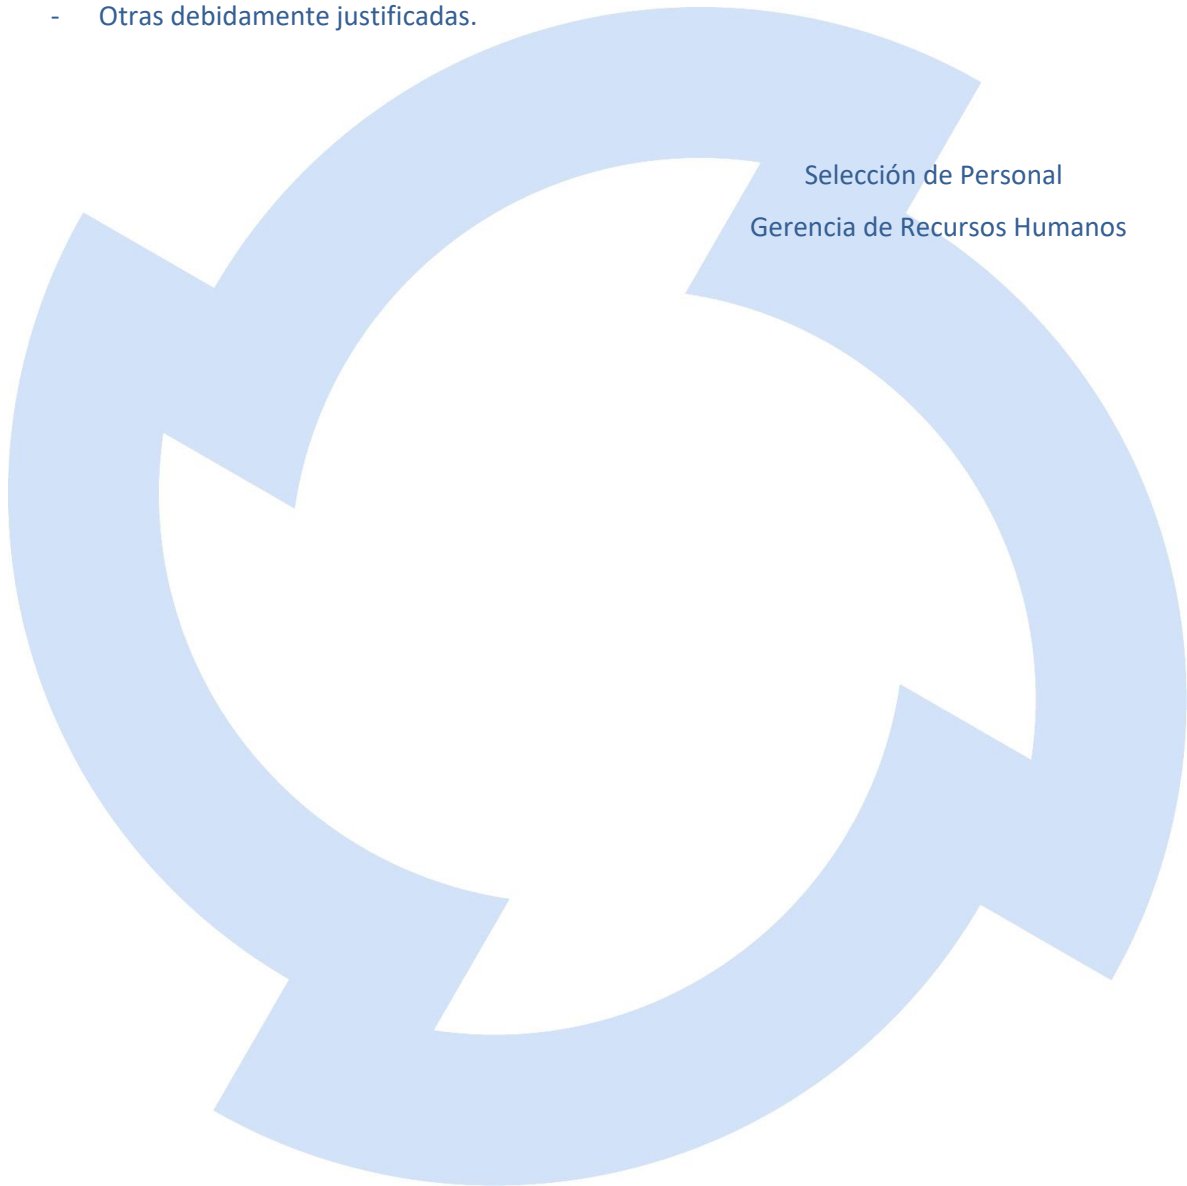 - Otras debidamente justificadas.
Selección de Personal
Gerencia de Recursos Humanos